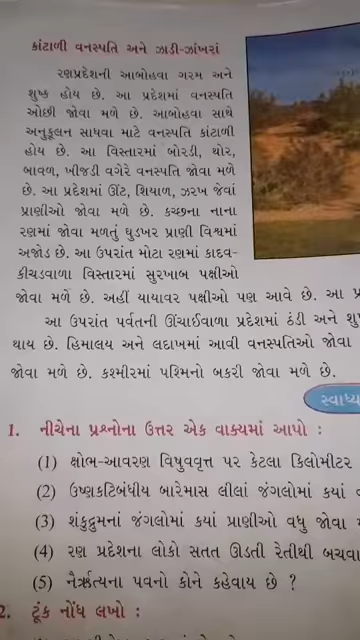 કાંટાળી વનસ્પતિ અને ઝાડી-ઝાંખરાં
રણપ્રદેશની આબોહવા ગરમ અને
શુષ્ક હોય છે. આ પ્રદેશમાં વનસ્પતિ
ઓછી જોવા મળે છે. આબોહવા સાથે
અનુકૂલન સાધવા માટે વનસ્પતિ કાંટાળી
હોય છે. આ વિસ્તારમાં બોરડી, થોર,
બાવળ, ખીજડી વગેરે વનસ્પતિ જોવા મળે
છે. આ પ્રદેશમાં ઊંટ, શિયાળ, ઝરખ જેવાં
પ્રાણીઓ જોવા મળે છે. કચ્છના નાના
રણમાં જોવા મળતું ઘુડખર પ્રાણી વિશ્વમાં
અજોડ છે. આ ઉપરાંત મોટા રણમાં કાદવ-
કીચડવાળા વિસ્તારમાં સુરખાબ પક્ષીઓ
જોવા મળે છે. અહીં યાયાવર પક્ષીઓ પણ આવે છે. આ
આ ઉપરાંત પર્વતની ઊંચાઈવાળા પ્રદેશમાં ઠંડી અને
થાય છે. હિમાલય અને લદાખમાં આવી વનસ્પતિઓ જોવા
જોવા મળે છે. કશ્મીરમાં પશ્મિનો બકરી જોવા મળે છે.
સ્વાધ્યા
1. નીચેના પ્રશ્નોના ઉત્તર એક વાક્યમાં આપો :
(1) ક્ષોભ-આવરણ વિષુવવૃત્ત પર કેટલા કિલોમીટર
(2) ઉષ્ણકટિબંધીય બારેમાસ લીલાં જંગલોમાં કયાં
(3) શંકુદ્રુમનાં જંગલોમાં કયાં પ્રાણીઓ વધુ જોવા
(4) રણ પ્રદેશના લોકો સતત ઊડતી રેતીથી બચવા
(5) નૈર્ઋત્યના પવનો કોને કહેવાય છે ?
2. ટૂંક નોંધ લખો :